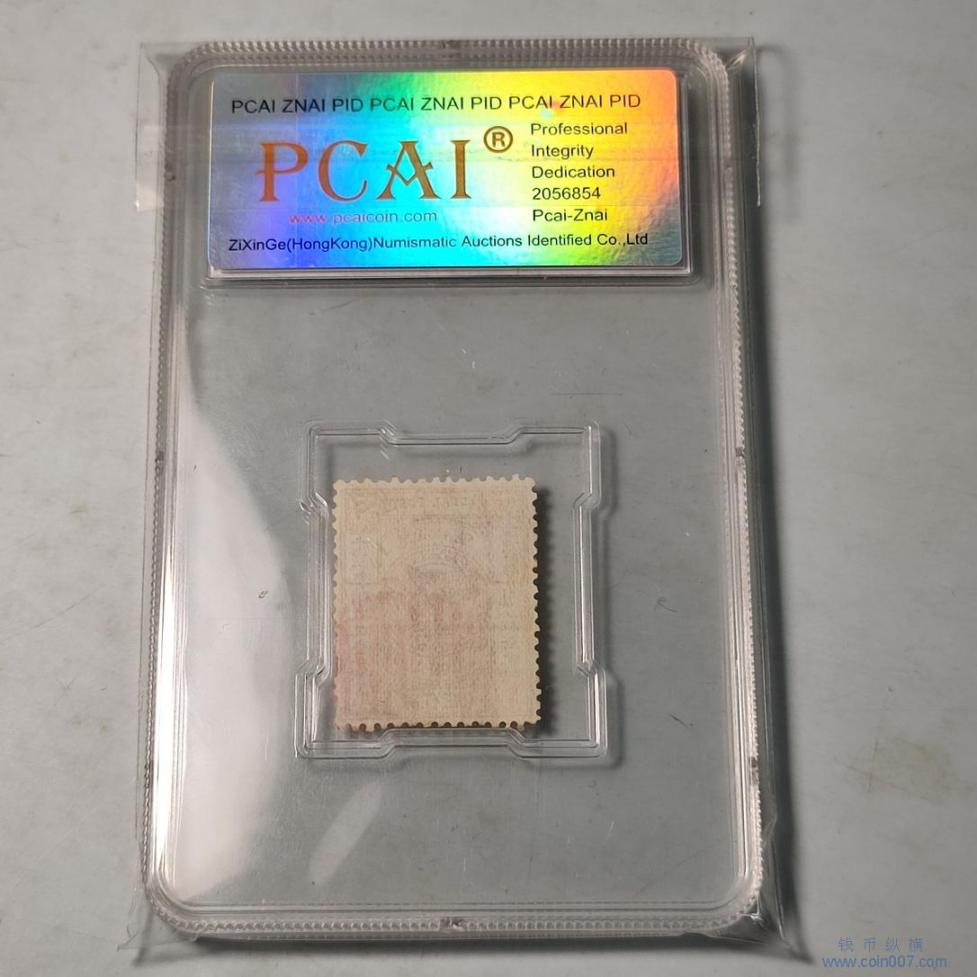 PCAI ZNAI PID PCAI ZNAI PID PCAI ZNAI PID
PCAI®
www.pcaicoin.com
Professional
Integrity
Dedication
2056854
Pcai-Znai
ZiXinGe(HongKong)Numismatic Auctions Identified Co.,Ltd
钱币纵横
www.coin007.com